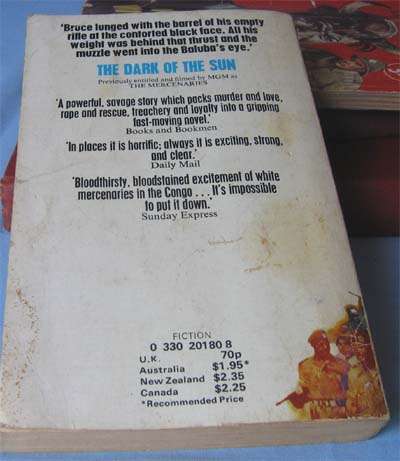 'Bruce lunged with the barrel of his empty
rifle at the contorted black face. All his
weight was behind that thrust and the
muzzle went into the Baluba's eye.'
THE DARK OF THE SUN
Previously entitled and filmed by MGM as
THE MERCENARIES
'A powerful, savage story which packs murder and love,
rape and rescue, treachery and loyalty into a gripping
fast-moving novel.'
Books and Bookmen
'In places it is horrific; always it is exciting, strong,
and clear.'
Daily Mail
'Bloodthirsty, bloodstained excitement of white
mercenaries in the Congo . . . It's impossible
to put it down.'
Sunday Express
FICTION
0 330 20180 8
U.K. 70p
Australia $1.95*
New Zealand $2.35
Canada $2.25
*Recommended Price